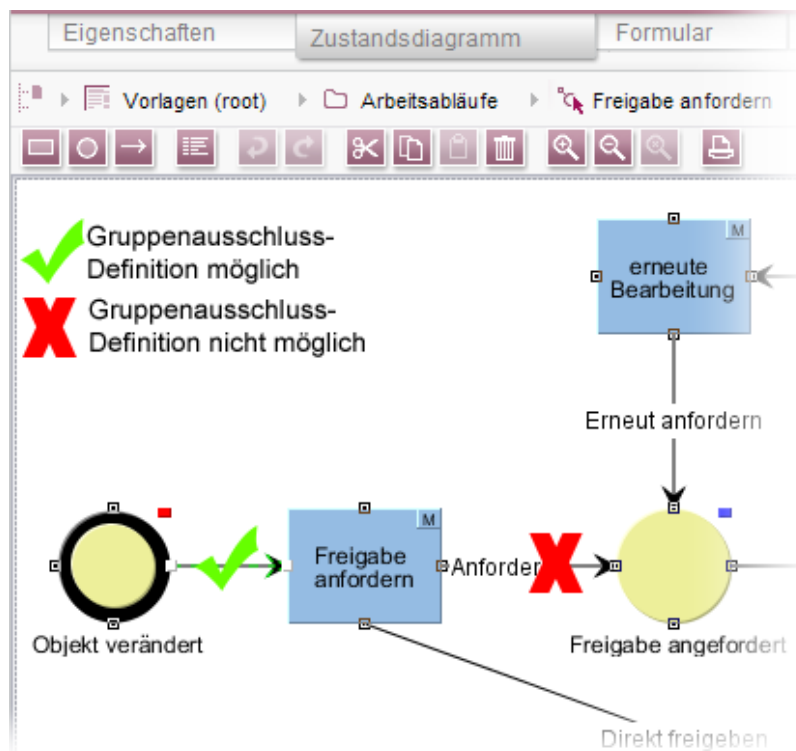 Eigenschaften Zustandsdiagramm Formular
Vorlagen (root) Arbeitsabläufe Freigabe anfordern
Gruppenausschluss-
Definition möglich
Gruppenausschluss-
Definition nicht möglich
M
erneute
Bearbeitung
Erneut anfordern
M
Freigabe
anfordern
Anforder
Objekt verändert
Freigabe angefordert
Direkt freigeben